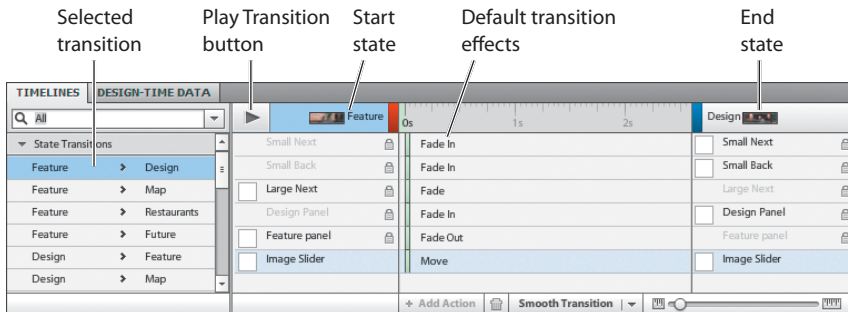 Selected transition
Play Transition button
Start state
Default transition effects
End state
TIMELINES DESIGN-TIME DATA
All
Feature
0s 1s 2s
Design
State Transitions
Feature > Design
Feature > Map
Feature > Restaurants
Feature > Future
Design > Feature
Design > Map
Small Next Fade In Small Next
Small Back Fade In Small Back
Large Next Fade Large Next
Design Panel Fade In Design Panel
Feature panel Fade Out Feature panel
Image Slider Move Image Slider
+ Add Action Smooth Transition